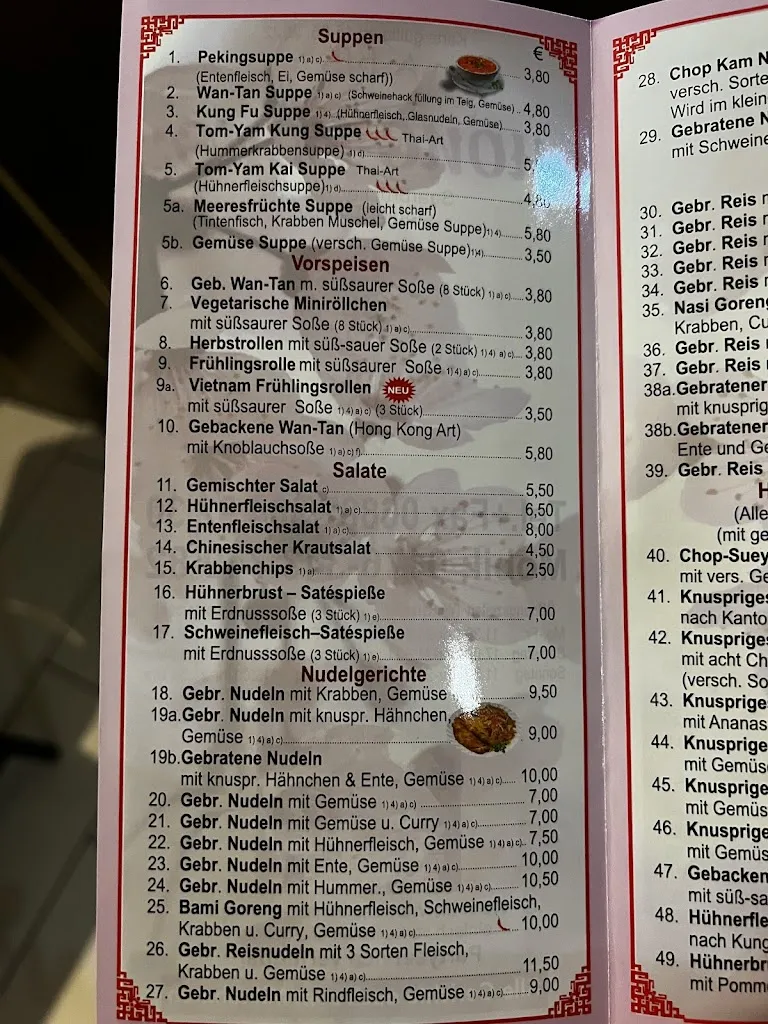 Suppen
€
1. Pekingsuppe 1) a) c)
(Entenfleisch, Ei, Gemüse scharf)) 3,80
2. Wan-Tan Suppe 1) a) c) (Schweinehack füllung im Teig, Gemüse) 4,80
3. Kung Fu Suppe 1) 4) (Hühnerfleisch, Glasnudeln, Gemüse) 3,80
4. Tom-Yam Kung Suppe Thai-Art
(Hummerkrabbensuppe) 1) d) 5,
5. Tom-Yam Kai Suppe Thai-Art
(Hühnerfleischsuppe)1) d) 4,80
5a. Meeresfrüchte Suppe (leicht scharf)
(Tintenfisch, Krabben Muschel, Gemüse Suppe)1) 4) 5,80
5b. Gemüse Suppe (versch. Gemüse Suppe)1)4) 3,50
Vorspeisen
6. Geb. Wan-Tan m. süßsaurer Soße (8 Stück) 1) a) c) 3,80
7. Vegetarische Miniröllchen
mit süßsaurer Soße (8 Stück) 1) a) c) 3,80
8. Herbstrollen mit süß-sauer Soße (2 Stück) 1) 4) a) c) 3,80
9. Frühlingsrolle mit süßsaurer Soße 1) 4) a) c) 3,80
9a. Vietnam Frühlingsrollen NEU
mit süßsaurer Soße 1) 4) a) c) (3 Stück) 3,50
10. Gebackene Wan-Tan (Hong Kong Art)
mit Knoblauchsoße 1) a) c) f) 5,80
Salate
11. Gemischter Salat c) 5,50
12. Hühnerfleischsalat 1) a) c) 6,50
13. Entenfleischsalat 1) a) c) 8,00
14. Chinesischer Krautsalat 4,50
15. Krabbenchips 1) a) 2,50
16. Hühnerbrust – Satéspieße
mit Erdnusssoße (3 Stück) 1) e) 7,00
17. Schweinefleisch–Satéspieße
mit Erdnusssoße (3 Stück) 1) e) 7,00
Nudelgerichte
18. Gebr. Nudeln mit Krabben, Gemüse 9,50
19a. Gebr. Nudeln mit knuspr. Hähnchen,
Gemüse 1) 4) a) c) 9,00
19b. Gebratene Nudeln
mit knuspr. Hähnchen & Ente, Gemüse 1) 4) a) c) 10,00
20. Gebr. Nudeln mit Gemüse 1) 4) a) c) 7,00
21. Gebr. Nudeln mit Gemüse u. Curry 1) 4) a) c) 7,00
22. Gebr. Nudeln mit Hühnerfleisch, Gemüse 1) 4) a) c) 7,50
23. Gebr. Nudeln mit Ente, Gemüse 1) 4) a) c) 10,00
24. Gebr. Nudeln mit Hummer., Gemüse 1) 4) a) c) 10,50
25. Bami Goreng mit Hühnerfleisch, Schweinefleisch,
Krabben u. Curry, Gemüse 1) 4) a) c) 10,00
26. Gebr. Reisnudeln mit 3 Sorten Fleisch,
Krabben u. Gemüse 1) 4) a) c) 11,50
27. Gebr. Nudeln mit Rindfleisch, Gemüse 1) 4) a) c) 9,00
28. Chop Kam N
versch. Sorte
Wird im klein
29. Gebratene N
mit Schweine
30. Gebr. Reis
31. Gebr. Reis
32. Gebr. Reis
33. Gebr. Reis
34. Gebr. Reis
35. Nasi Goreng
Krabben, Cu
36. Gebr. Reis
37. Gebr. Reis
38a. Gebratener
mit knusprig
38b. Gebratener
Ente und Ge
39. Gebr. Reis
H
(Alle
(mit ge
40. Chop-Suey
mit vers. Ge
41. Knuspriges
nach Kanto
42. Knuspriges
mit acht Ch
(versch. So
43. Knusprige
mit Ananas
44. Knusprige
mit Gemüs
45. Knusprige
mit Gemüs
46. Knusprige
mit Gemüs
47. Gebacken
mit süß-sa
48. Hühnerfle
nach Kung
49. Hühnerbr
mit Pomm